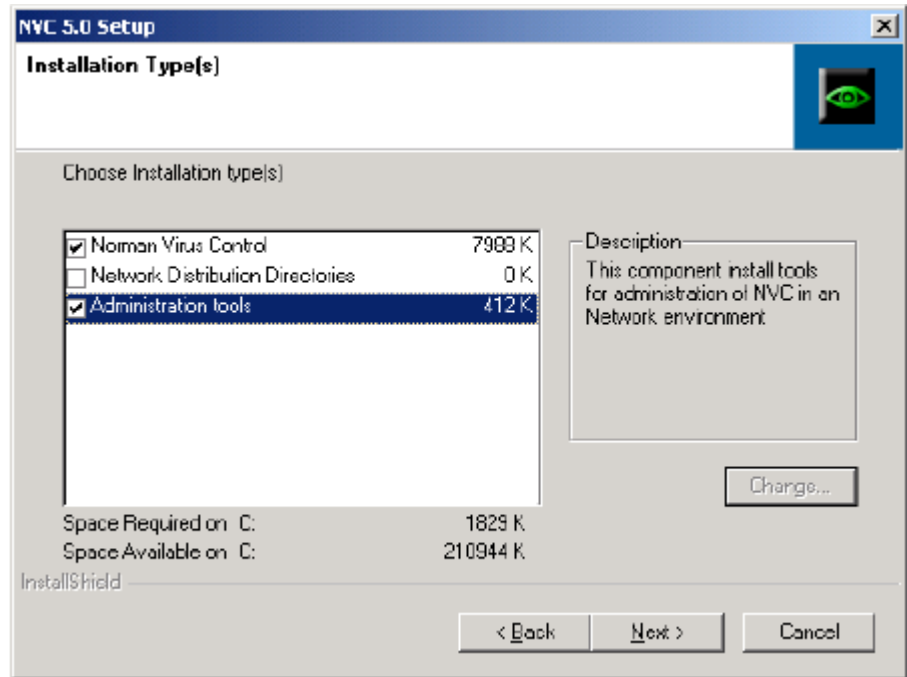 NVC 5.0 Setup
Installation Type(s)
Choose Installation type(s)
Norman Virus Control 7989 K
Network Distribution Directories 0 K
Administration tools 412 K
Description
This component install tools
for administration of NVC in an
Network environment
Change...
Space Required on C: 1829 K
Space Available on C: 210944 K
InstallShield
< Back Next > Cancel